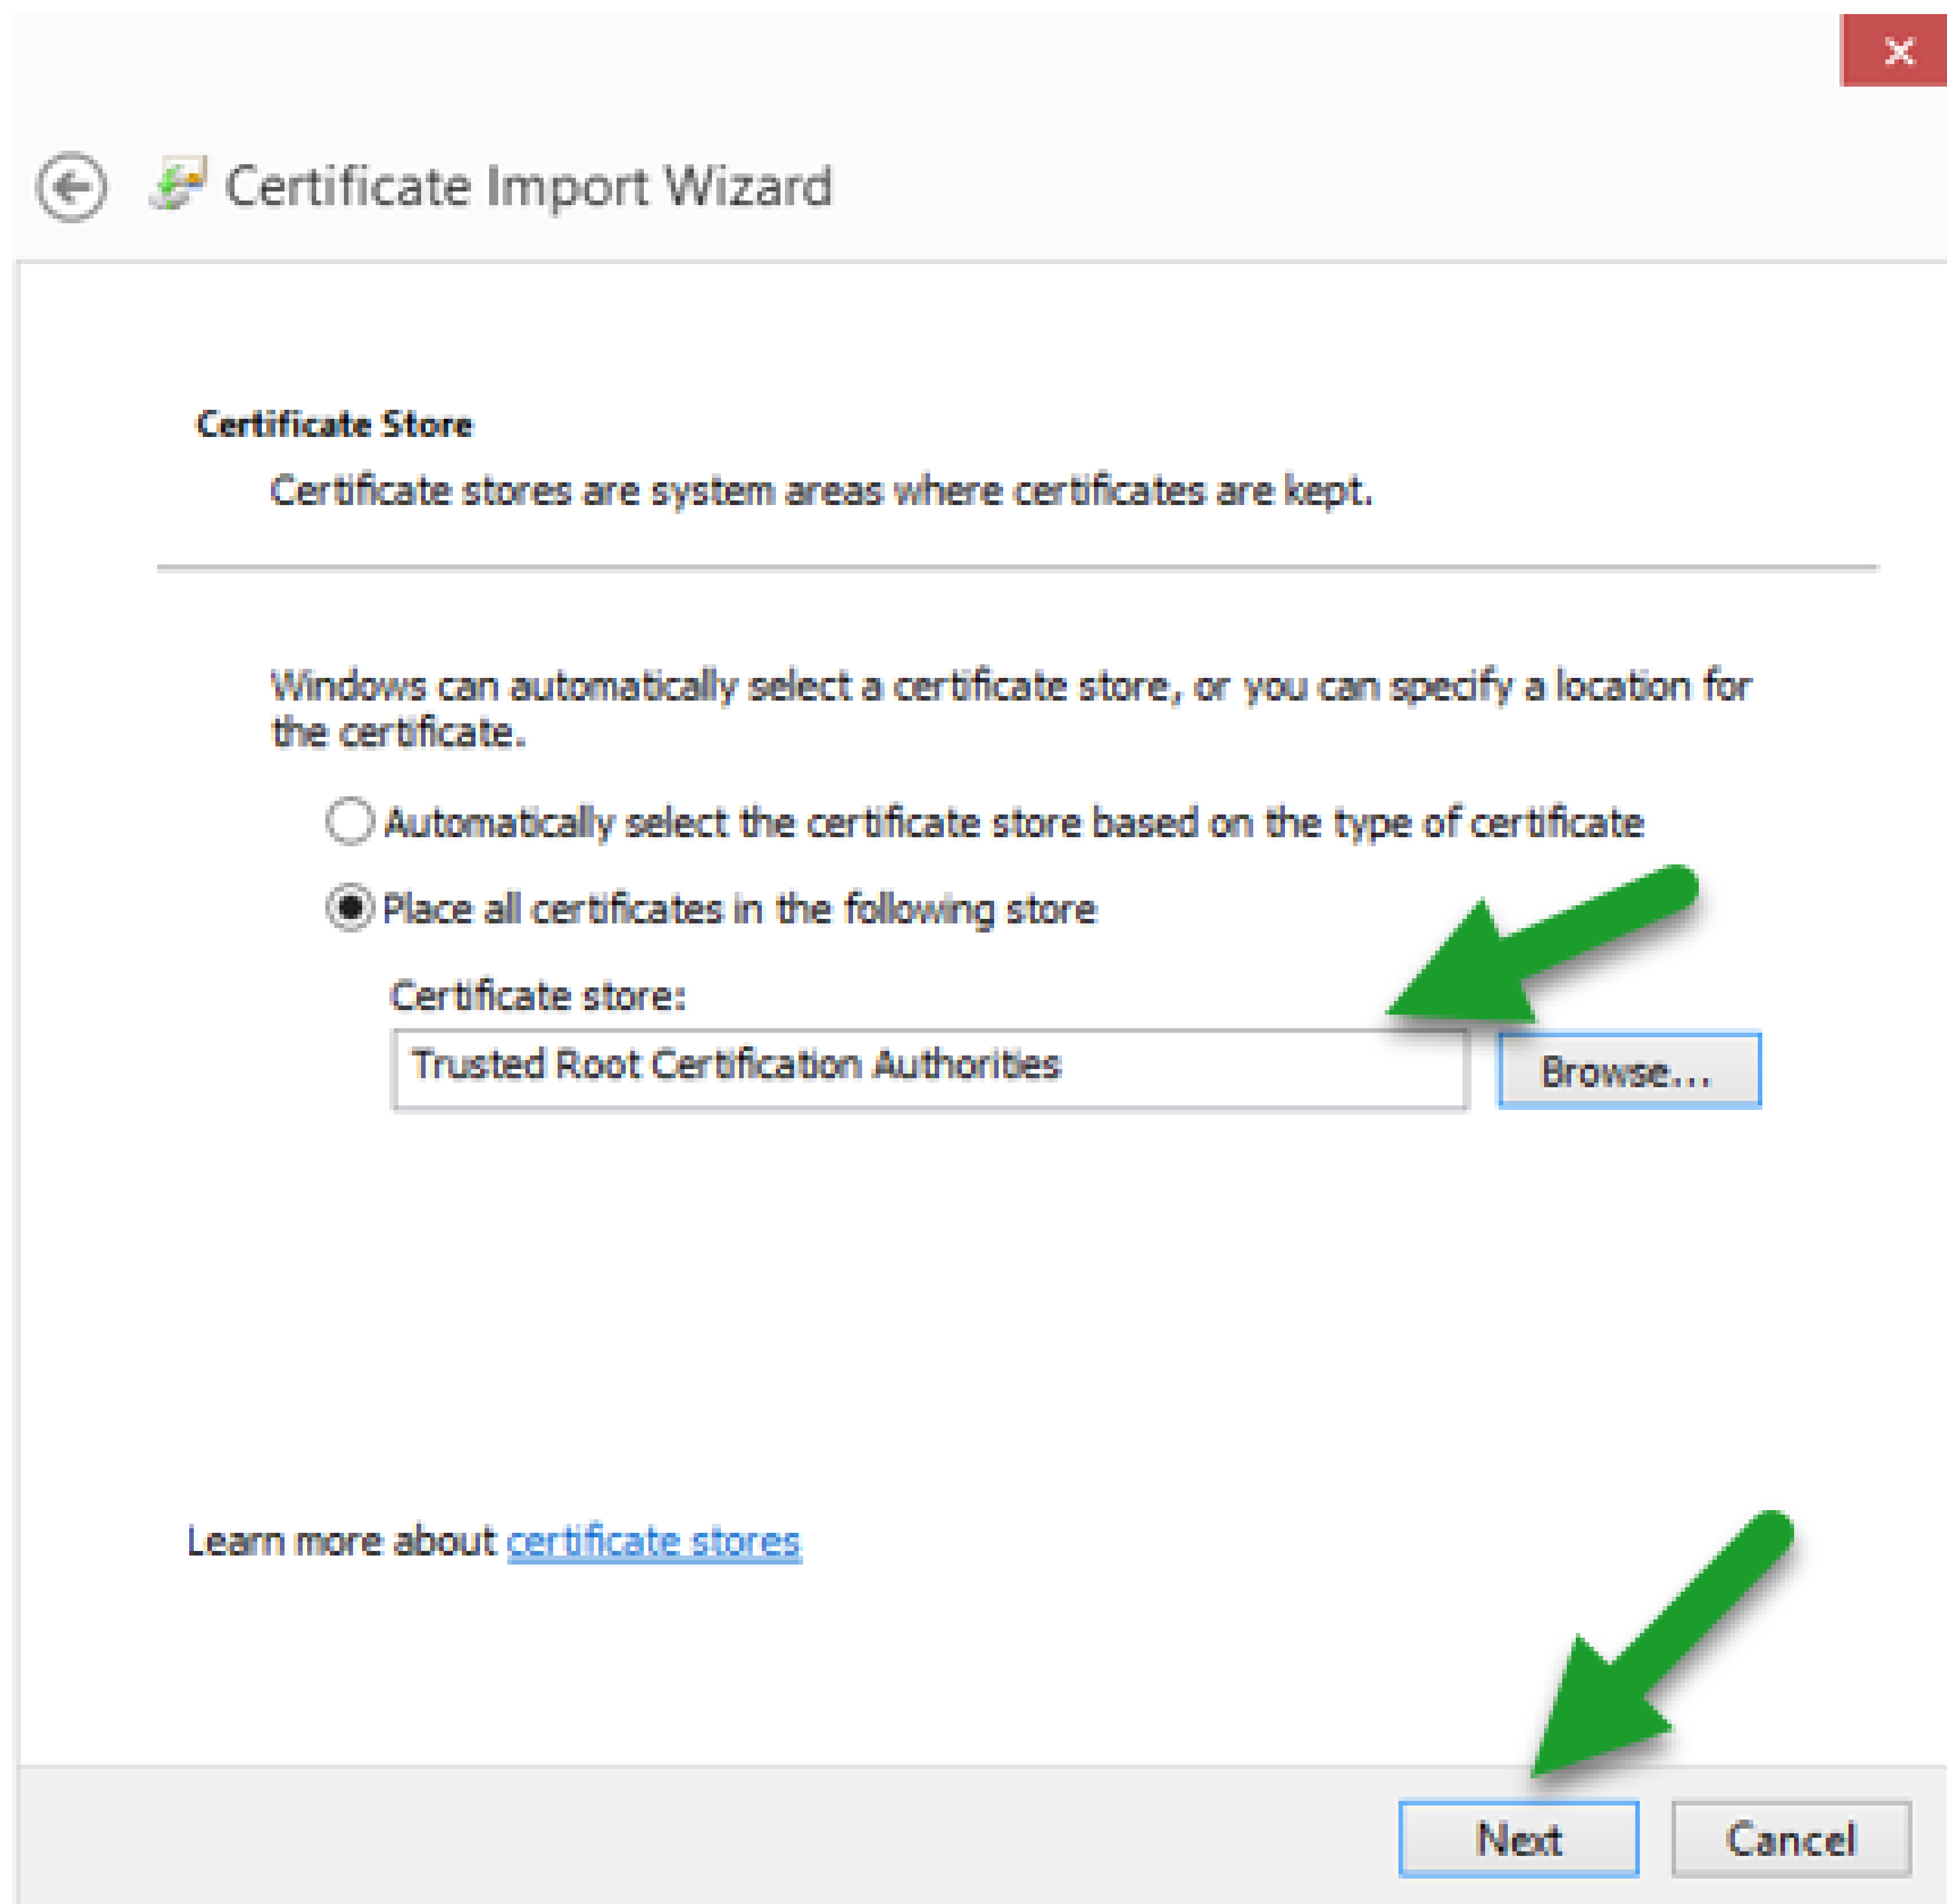 Certificate Import Wizard
Certificate Store
Certificate stores are system areas where certificates are kept.
Windows can automatically select a certificate store, or you can specify a location for
the certificate.
Automatically select the certificate store based on the type of certificate
Place all certificates in the following store
Certificate store:
Trusted Root Certification Authorities
Browse...
Learn more about certificate stores
Next
Cancel